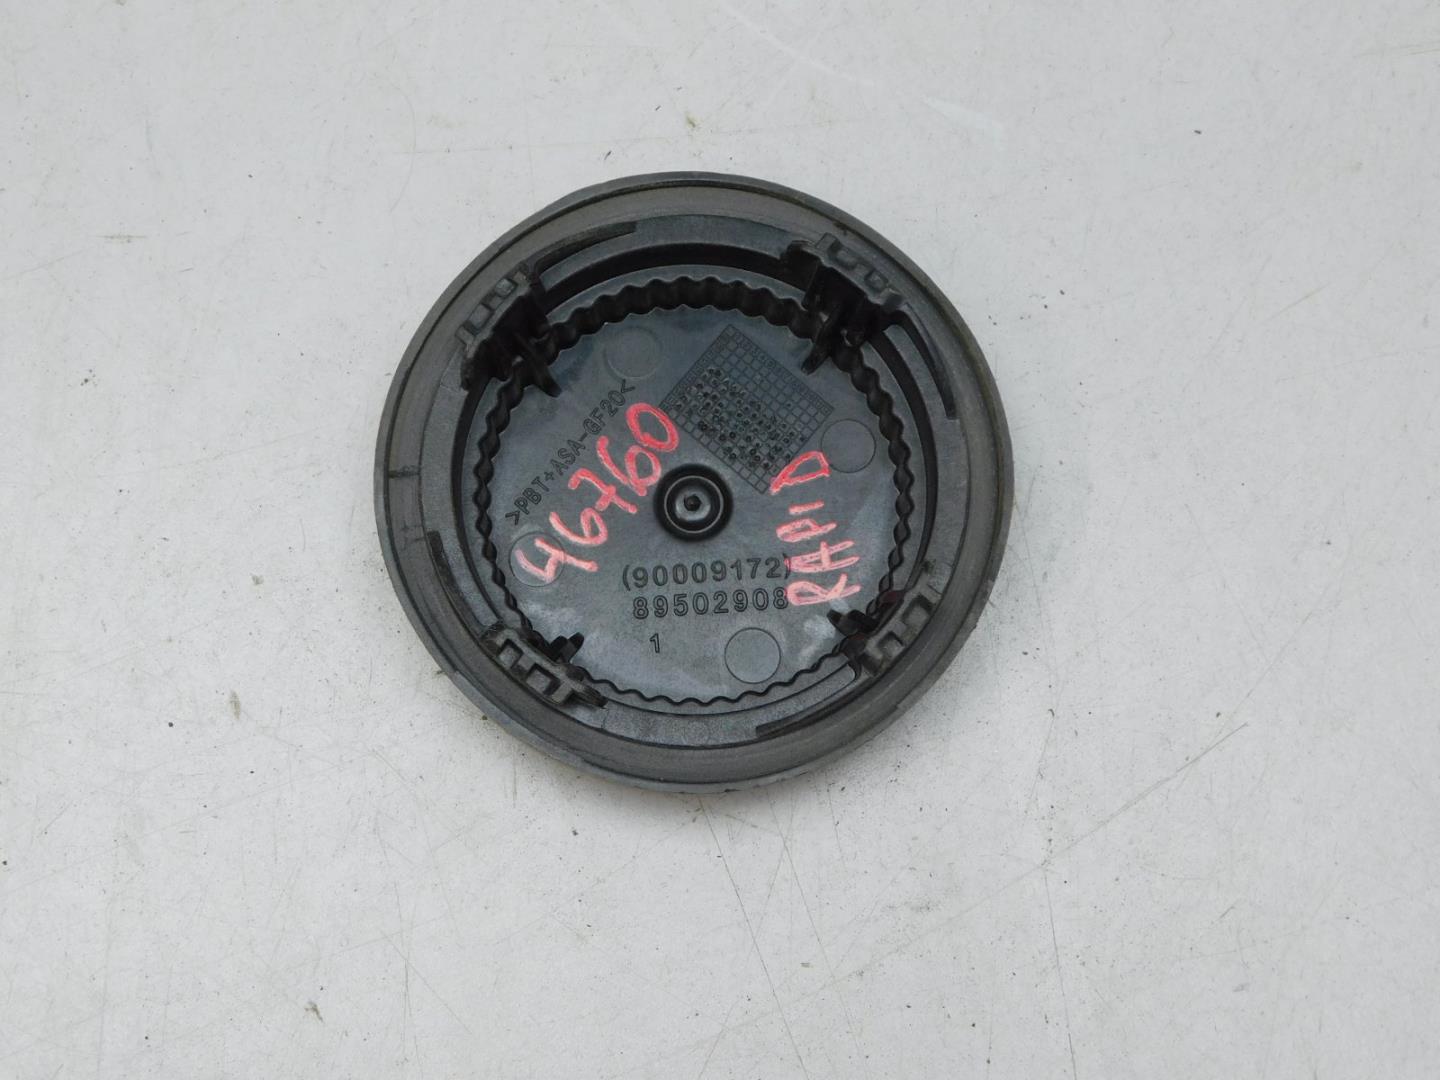 >PBT+ASA-GF20<
46760
RAPID
(90009172)
89502908
1